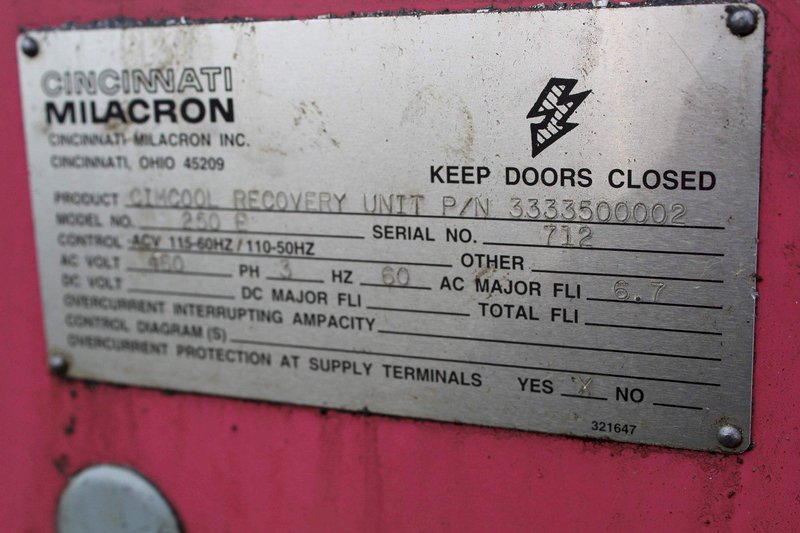 CINCINNATI
MILACRON
CINCINNATI MILACRON INC.
CINCINNATI, OHIO 45209
KEEP DOORS CLOSED
PRODUCT CIMCOOL RECOVERY UNIT P/N 3333500002
MODEL NO. 250 P SERIAL NO. 712
CONTROL ACV 115-60HZ / 110-50HZ OTHER
AC VOLT 460 PH 3 HZ 60 AC MAJOR FLI 6.7
DC VOLT DC MAJOR FLI TOTAL FLI
OVERCURRENT INTERRUPTING AMPACITY
CONTROL DIAGRAM (S)
OVERCURRENT PROTECTION AT SUPPLY TERMINALS YES X NO
321647